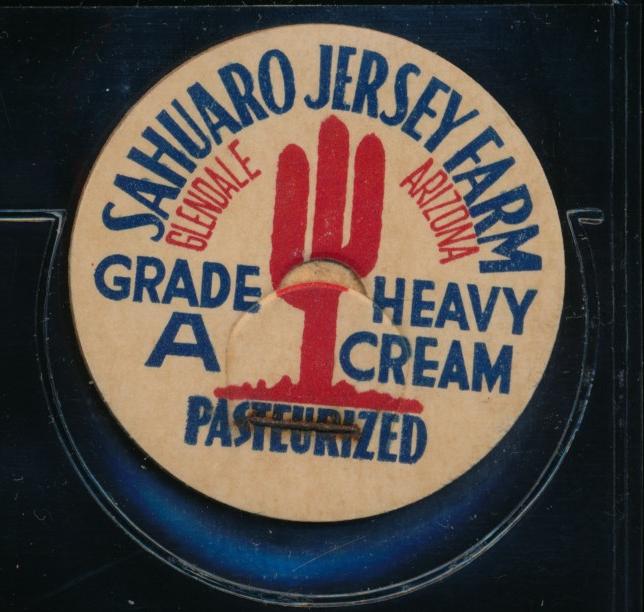 SAHUARO JERSEY FARM
GLENDALE ARIZONA
GRADE A
HEAVY CREAM
PASTEURIZED